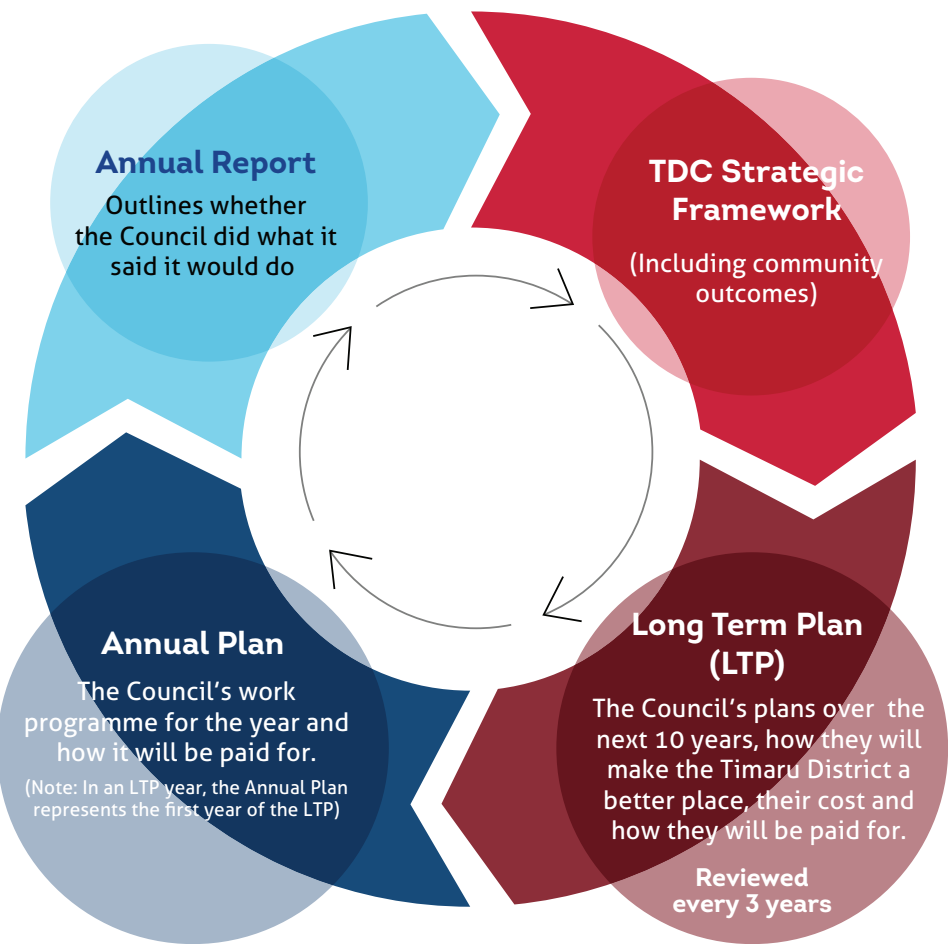 Annual Report
Outlines whether
the Council did what it
said it would do
TDC Strategic
Framework
(Including community
outcomes)
Long Term Plan
(LTP)
The Council's plans over the
next 10 years, how they will
make the Timaru District a
better place, their cost and
how they will be paid for.
Reviewed
every 3 years
Annual Plan
The Council's work
programme for the year and
how it will be paid for.
(Note: In an LTP year, the Annual Plan
represents the first year of the LTP)